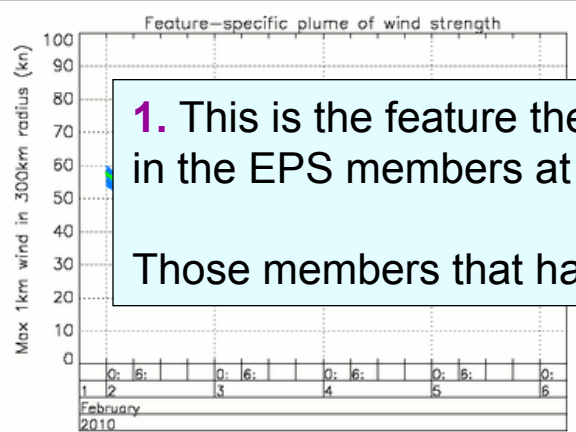 Feature-specific plume of wind strength
Max 1km wind in 300km radius (kn)
100
90
80
70
60
50
40
30
20
10
0
1. This is the feature the
in the EPS members at
Those members that ha
0: 6: 0: 6: 0: 6: 0: 6: 0:
1 2 3 4 5 6
February
2010